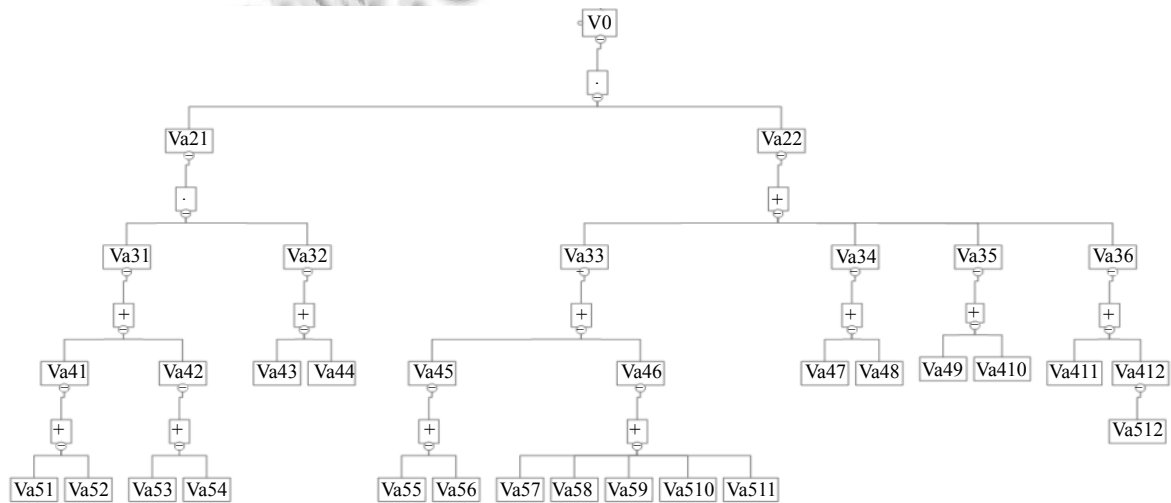 V0
·
Va21 Va22
· +
Va31 Va32 Va33 Va34 Va35 Va36
+ + + + + +
Va41 Va42 Va43 Va44 Va45 Va46 Va47 Va48 Va49 Va410 Va411 Va412
+ + + +
Va512
Va51 Va52 Va53 Va54 Va55 Va56 Va57 Va58 Va59 Va510 Va511